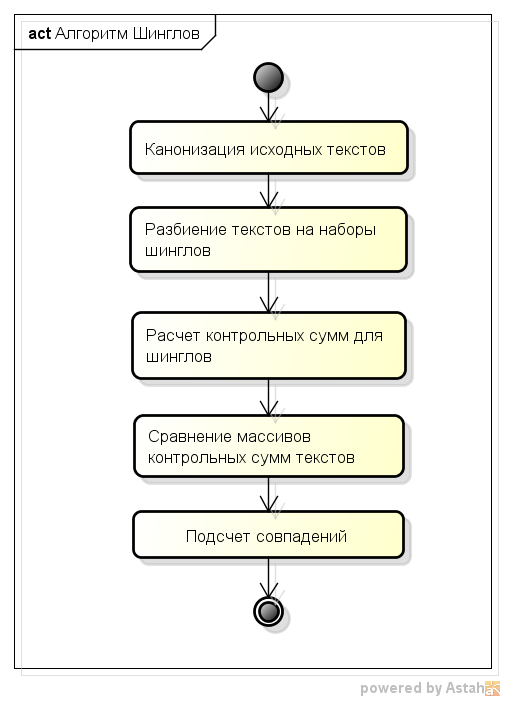 act Алгоритм Шинглов
Канонизация исходных текстов
Разбиение текстов на наборы
шинглов
Расчет контрольных сумм для
шинглов
Сравнение массивов
контрольных сумм текстов
Подсчет совпадений
powered by Astah